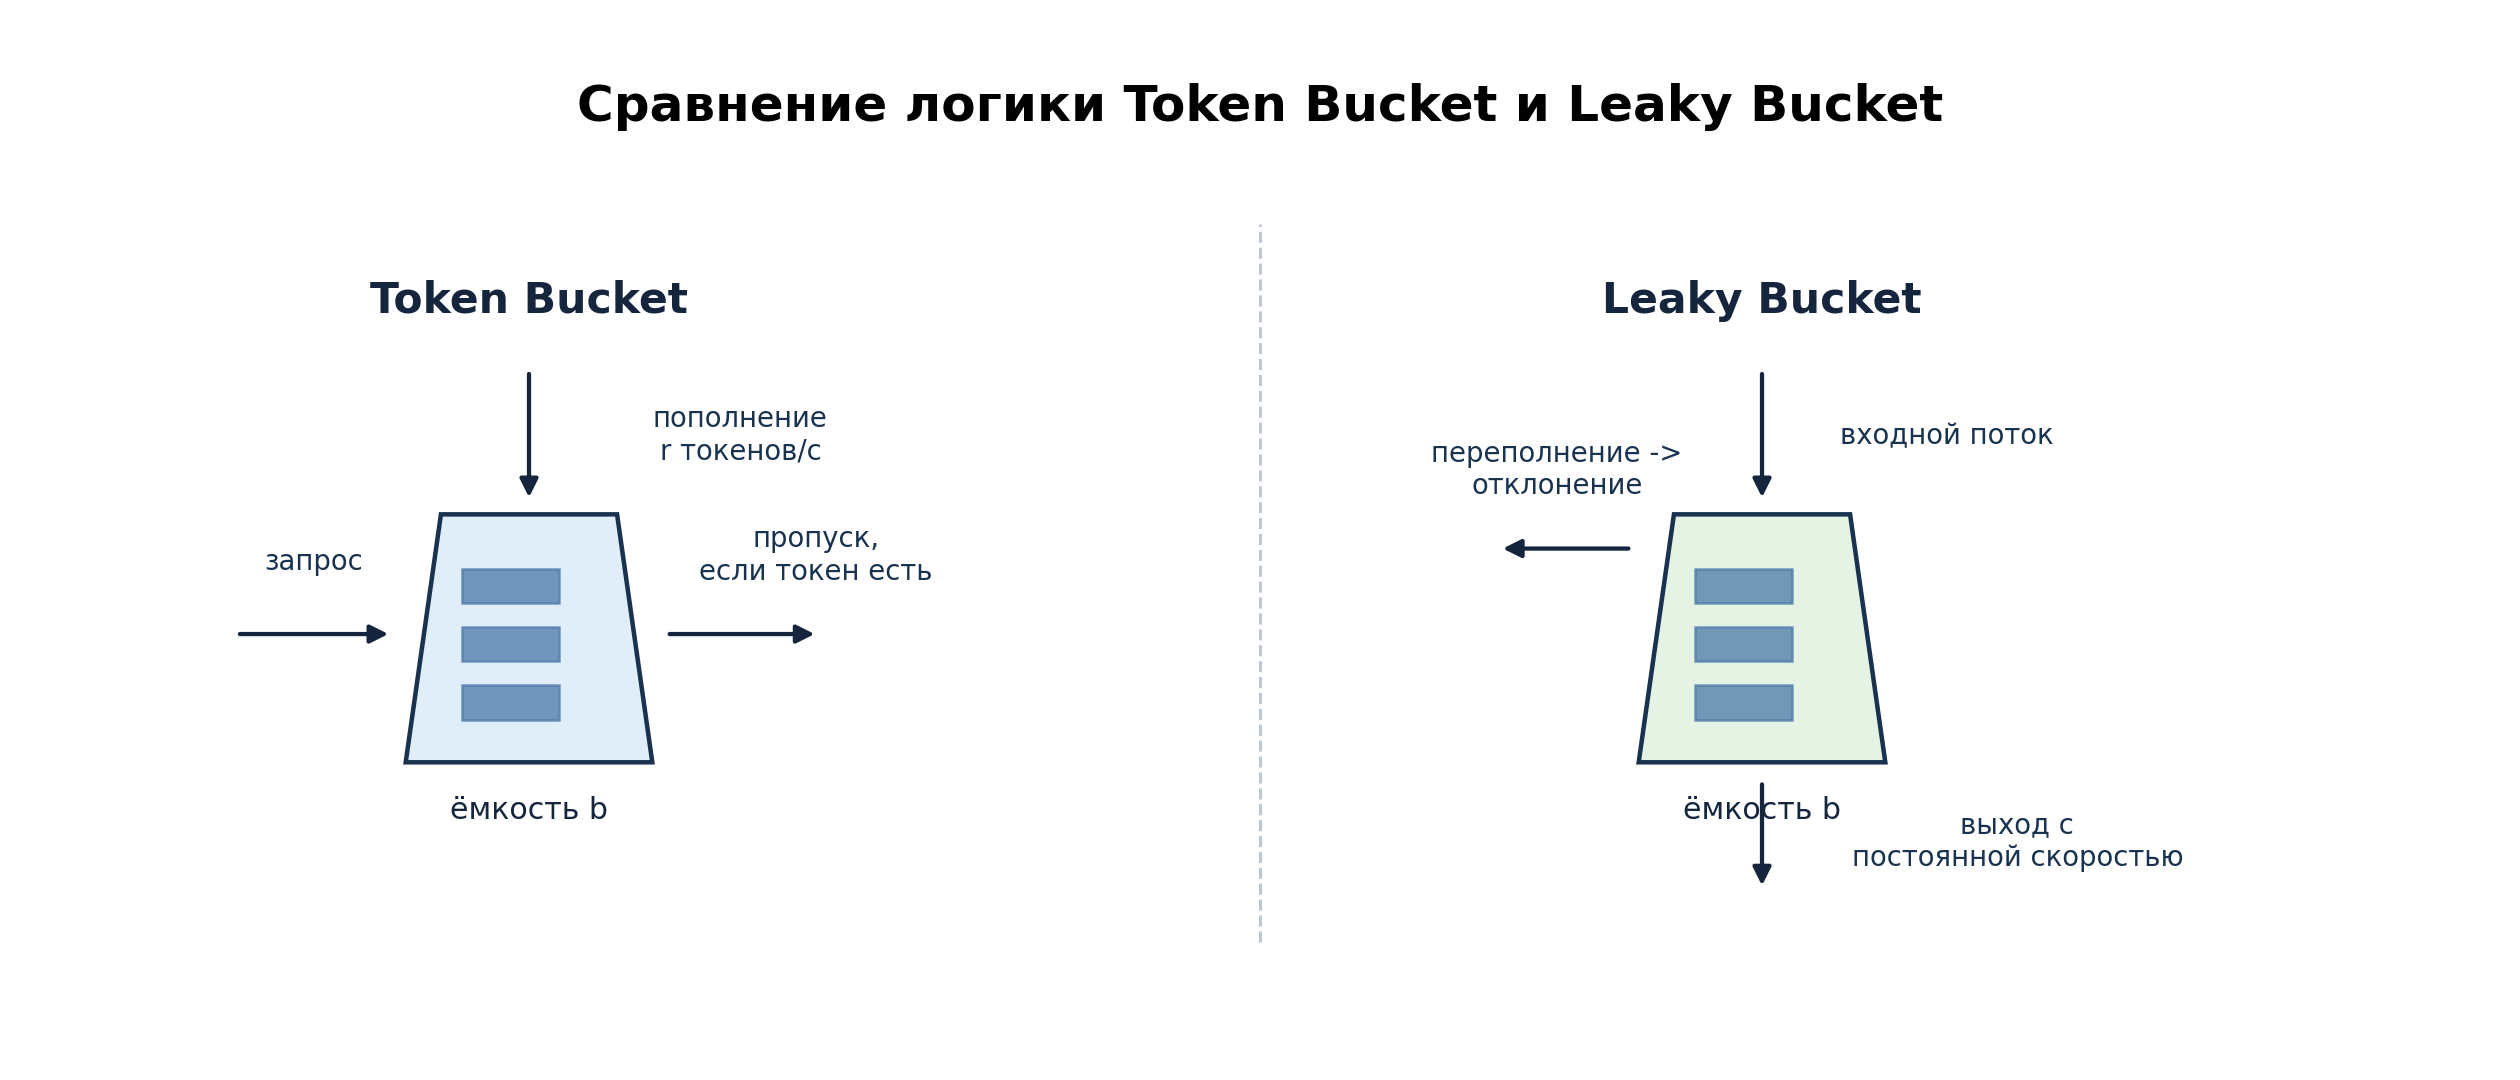 Сравнение логики Token Bucket и Leaky Bucket
Token Bucket
пополнение
r токенов/с
запрос
пропуск,
если токен есть
ёмкость b
Leaky Bucket
входной поток
переполнение ->
отклонение
ёмкость b
выход с
постоянной скоростью